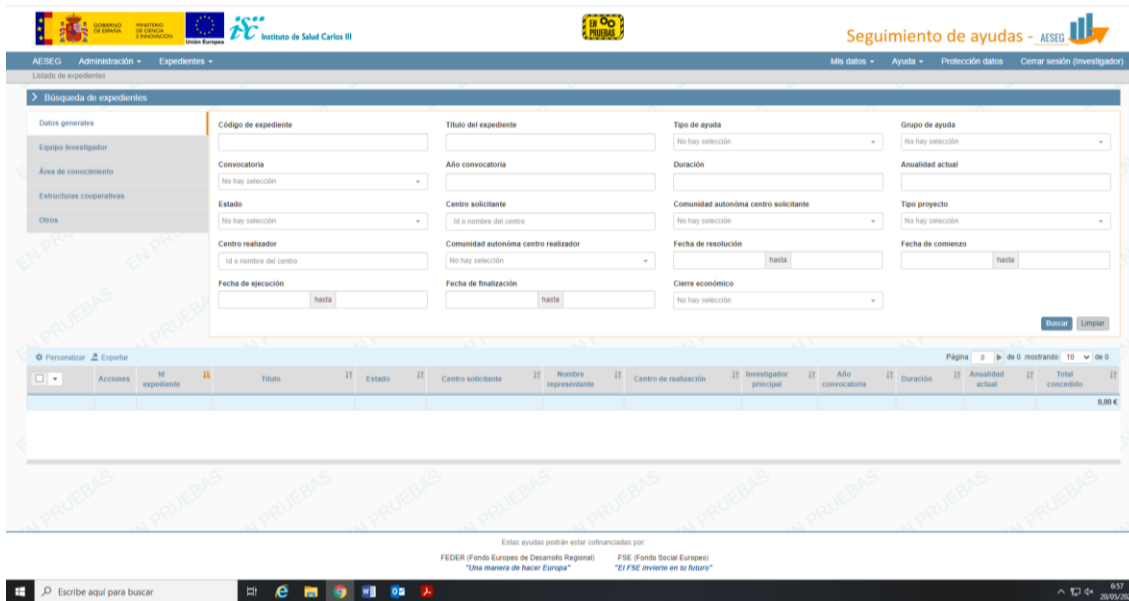 GOBIERNO DE ESPAÑA
MINISTERIO DE CIENCIA E INNOVACIÓN
Unión Europea
Instituto de Salud Carlos III
EN PRUEBAS
Seguimiento de ayudas - AESEG
AESEG Administración Expedientes Mis datos Ayuda Protección datos Cerrar sesión (Investigador)
Listado de expedientes
Búsqueda de expedientes
Datos generales
Equipo Investigador
Área de conocimiento
Estructuras cooperativas
Otros
Código de expediente Título del expediente Tipo de ayuda Grupo de ayuda
No hay selección No hay selección
Convocatoria Año convocatoria Duración Anualidad actual
No hay selección
Estado Centro solicitante Comunidad autonóma centro solicitante Tipo proyecto
No hay selección Id o nombre del centro No hay selección No hay selección
Centro realizador Comunidad autonóma centro realizador Fecha de resolución Fecha de comienzo
Id o nombre del centro No hay selección hasta hasta
Fecha de ejecución Fecha de finalización Cierre económico
hasta hasta No hay selección
Buscar Limpiar
Personalizar Exportar Página 0 de 0 mostrando 10 de 0
Acciones Id expediente Título Estado Centro solicitante Nombre representante Centro de realización Investigador principal Año convocatoria Duración Anualidad actual Total concedido
0,00 €
EN PRUEBAS
Estas ayudas podrán estar cofinanciadas por:
FEDER (Fondo Europeo de Desarrollo Regional) FSE (Fondo Social Europeo)
"Una manera de hacer Europa" "El FSE invierte en tu futuro"
Escribe aquí para buscar
6:57